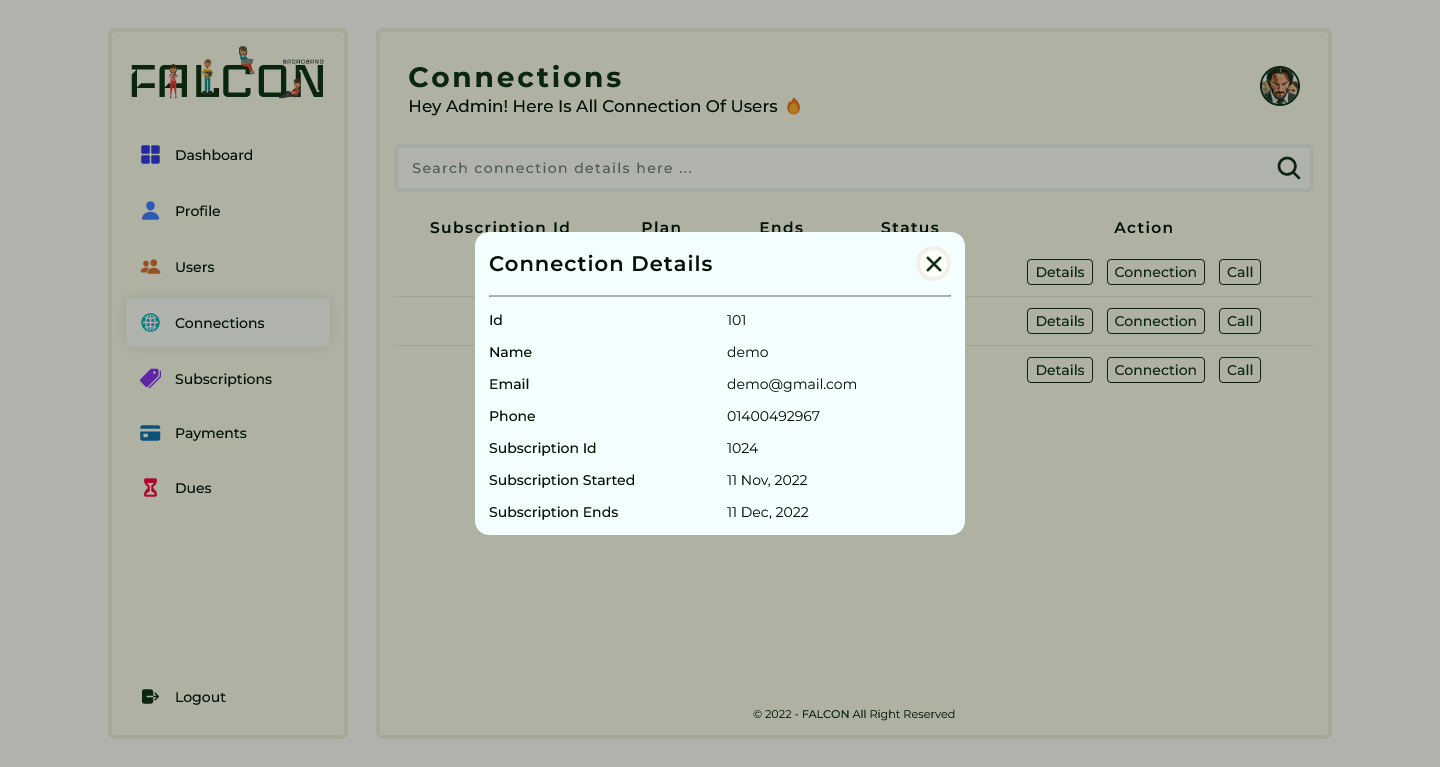 FALCON
BROADBAND
Dashboard
Profile
Users
Connections
Subscriptions
Payments
Dues
Logout
Connections
Hey Admin! Here Is All Connection Of Users
Search connection details here ...
Subscription Id Plan Ends Status Action
Details Connection Call
Details Connection Call
Details Connection Call
Connection Details
Id 101
Name demo
Email demo@gmail.com
Phone 01400492967
Subscription Id 1024
Subscription Started 11 Nov, 2022
Subscription Ends 11 Dec, 2022
© 2022 - FALCON All Right Reserved